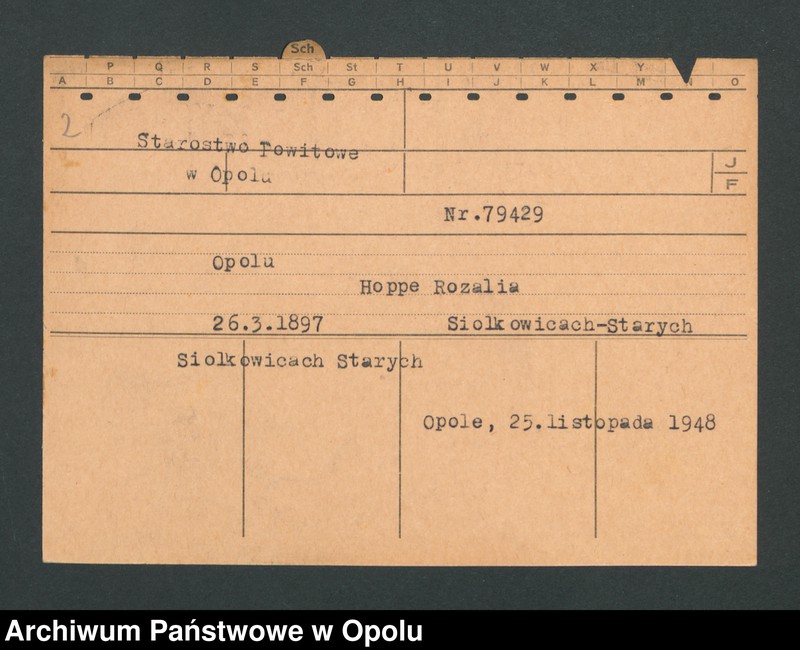 Sch
P Q R S Sch St T U V W X Y
A B C D E F G H I J K L M N O
2
Starostwo Powitowe
w Opolu
J
F
Nr.79429
Opolu
Hoppe Rozalia
26.3.1897 Siolkowicach-Starych
Siolkowicach Starych
Opole, 25.listopada 1948
Archiwum Państwowe w Opolu